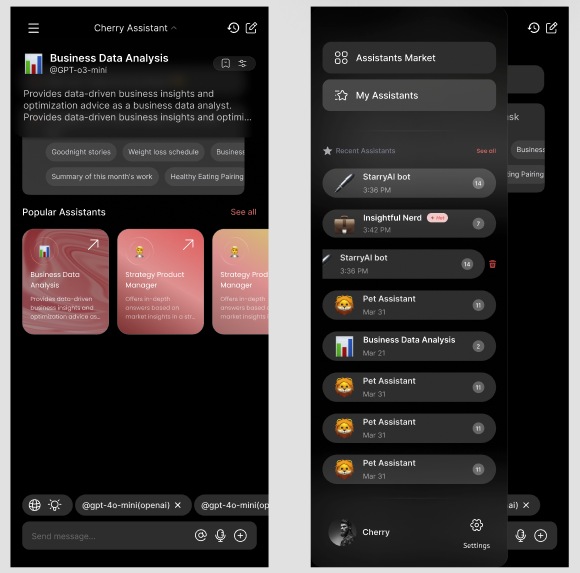 Cherry Assistant
Business Data Analysis
@GPT-o3-mini
Provides data-driven business insights and
optimization advice as a business data analyst.
Provides data-driven business insights and optimi...
Goodnight stories
Weight loss schedule
Business
Summary of this month's work
Healthy Eating Pairing
Popular Assistants
See all
Business Data
Analysis
Provides data-driven
business insights and
optimization advice as...
Strategy Product
Manager
Offers in-depth
answers based on
market insights in a str...
Strategy Prod
Manager
Offers in-depth
answers based
market insights
@gpt-4o-mini(openai) ×
@gpt-4o-mini(op
Send message...
Assistants Market
My Assistants
Recent Assistants
See all
StarryAI bot
3:36 PM
14
Insightful Nerd
3:42 PM
7
StarryAI bot
3:36 PM
14
Pet Assistant
Mar 31
11
Business Data Analysis
Mar 21
2
Pet Assistant
Mar 31
11
Pet Assistant
Mar 31
11
Pet Assistant
Mar 31
11
Cherry
Settings
sk
Business
ing Pairing
ai) ×